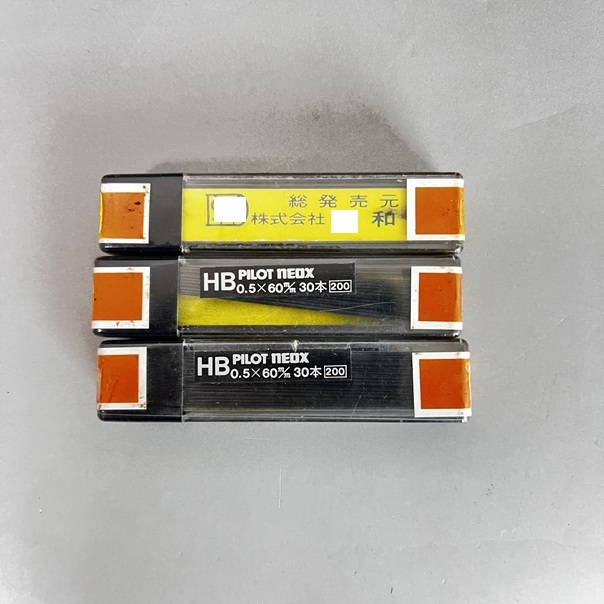 総発売元
株式会社 和
HB PILOT neox
0.5×60㎜ 30本 200
HB PILOT neox
0.5×60m/m 30本 200